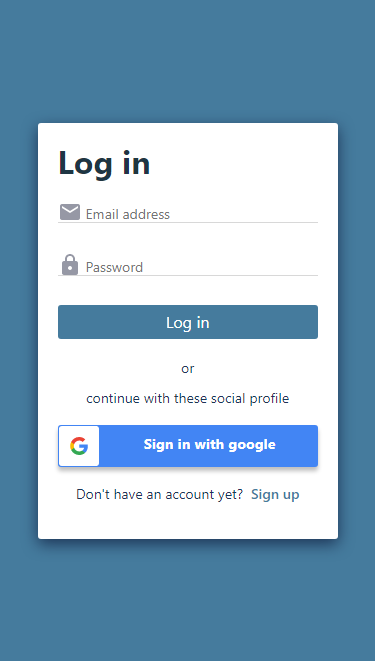 Log in
Email address
Password
Log in
or
continue with these social profile
Sign in with google
Don't have an account yet? Sign up